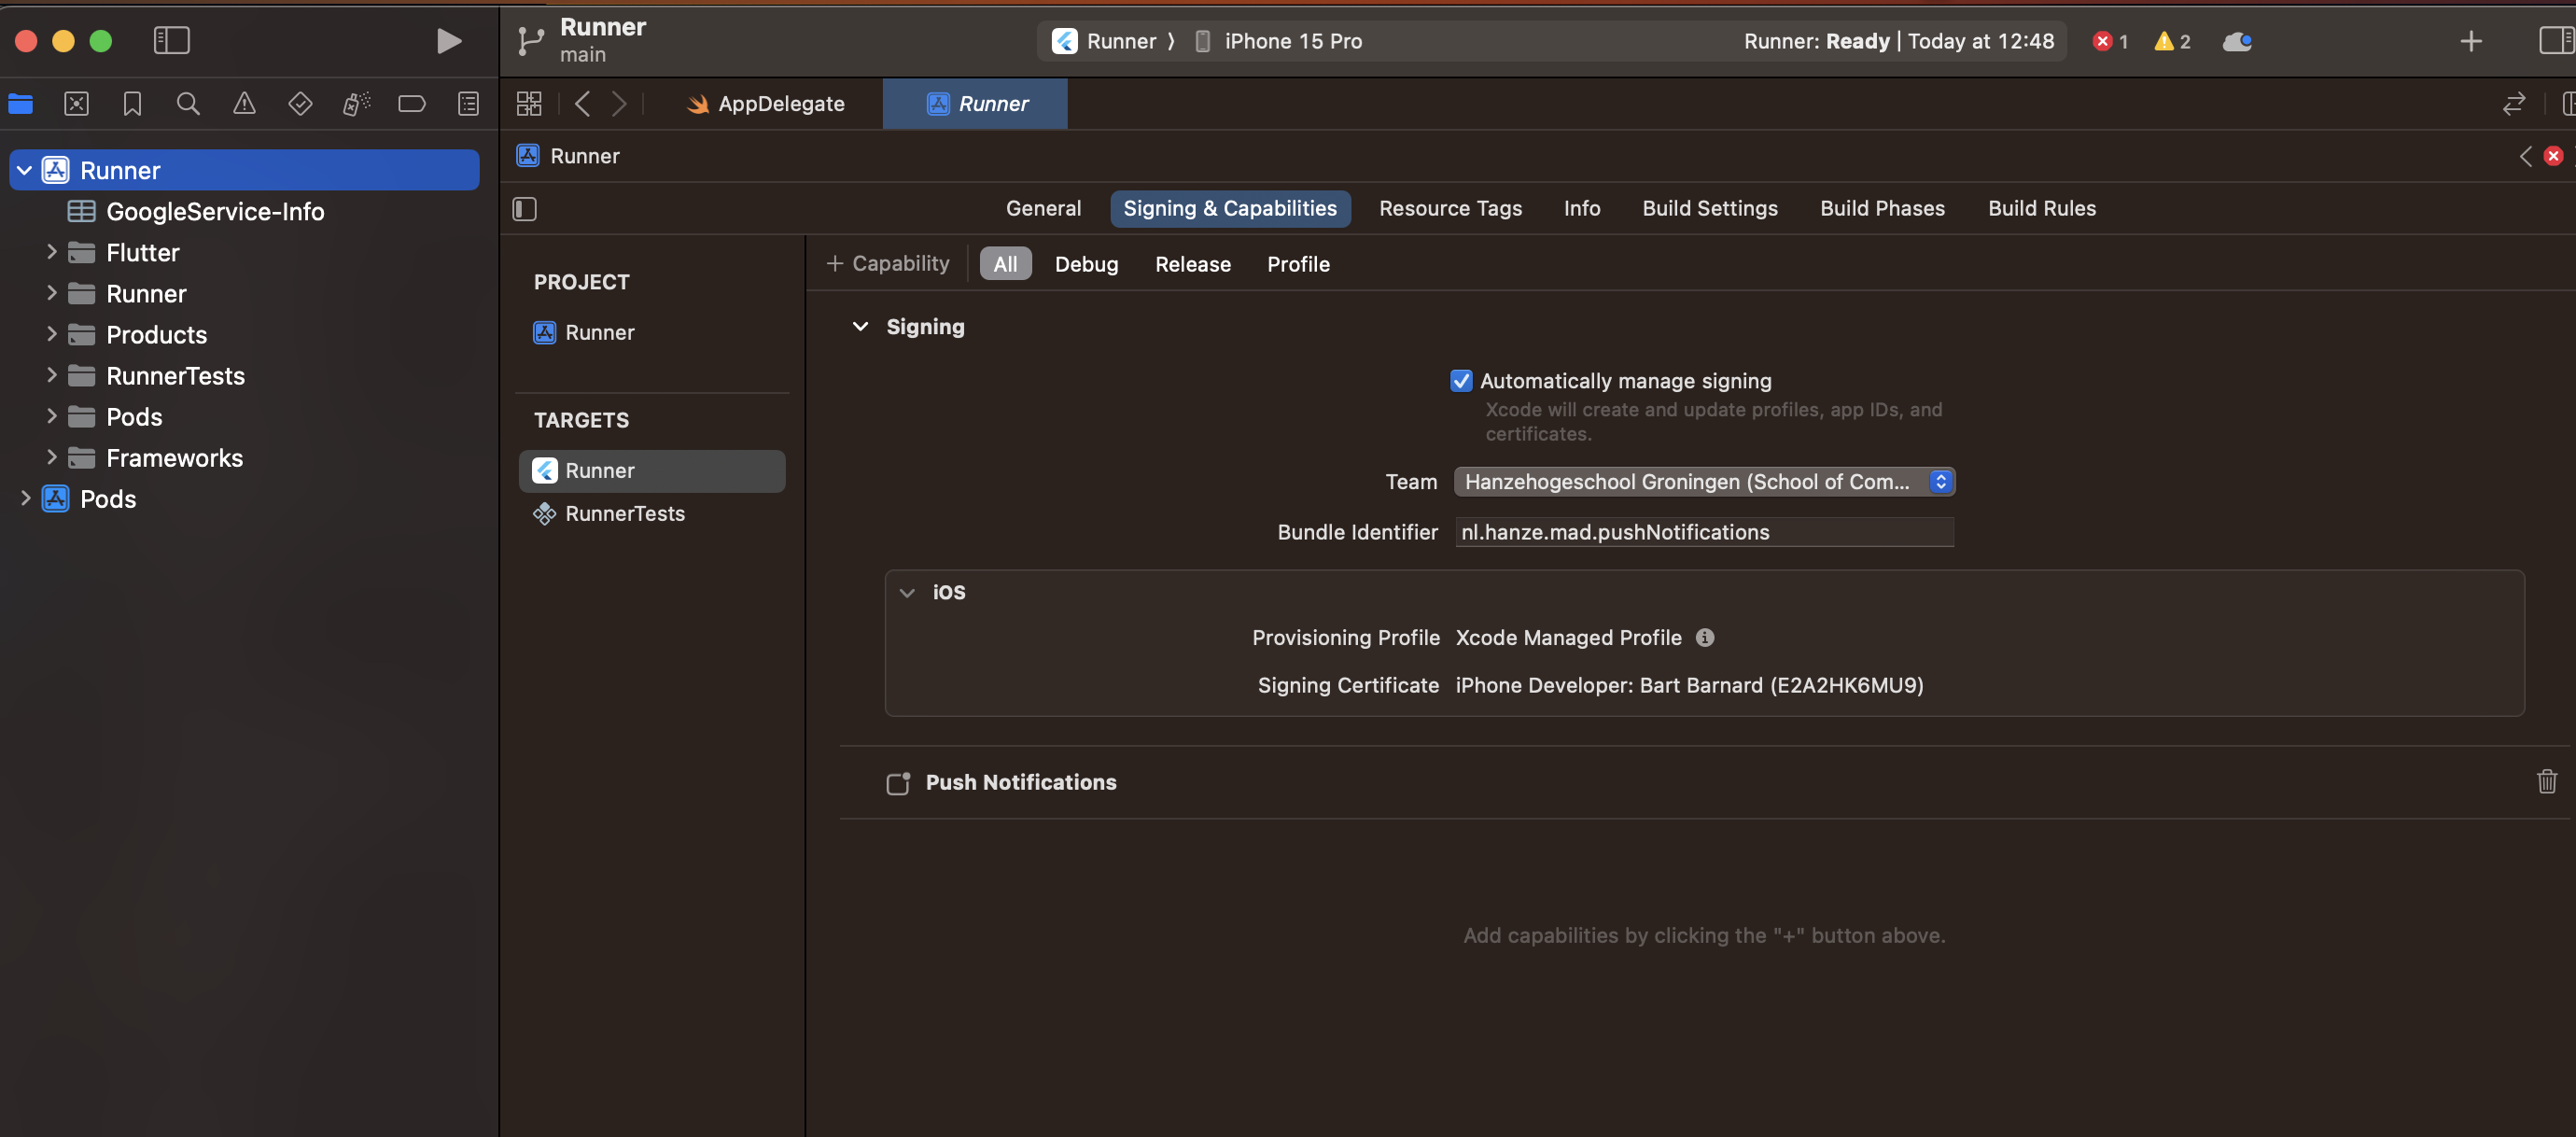 Runner
main
Runner
iPhone 15 Pro
Runner: Ready | Today at 12:48
1
2
AppDelegate
Runner
Runner
GoogleService-Info
Flutter
Runner
Products
RunnerTests
Pods
Frameworks
Pods
Runner
General
Signing & Capabilities
Resource Tags
Info
Build Settings
Build Phases
Build Rules
PROJECT
Runner
TARGETS
Runner
RunnerTests
+ Capability
All
Debug
Release
Profile
Signing
Automatically manage signing
Xcode will create and update profiles, app IDs, and
certificates.
Team
Hanzehogeschool Groningen (School of Com...
Bundle Identifier
nl.hanze.mad.pushNotifications
iOS
Provisioning Profile
Xcode Managed Profile
Signing Certificate
iPhone Developer: Bart Barnard (E2A2HK6MU9)
Push Notifications
Add capabilities by clicking the "+" button above.